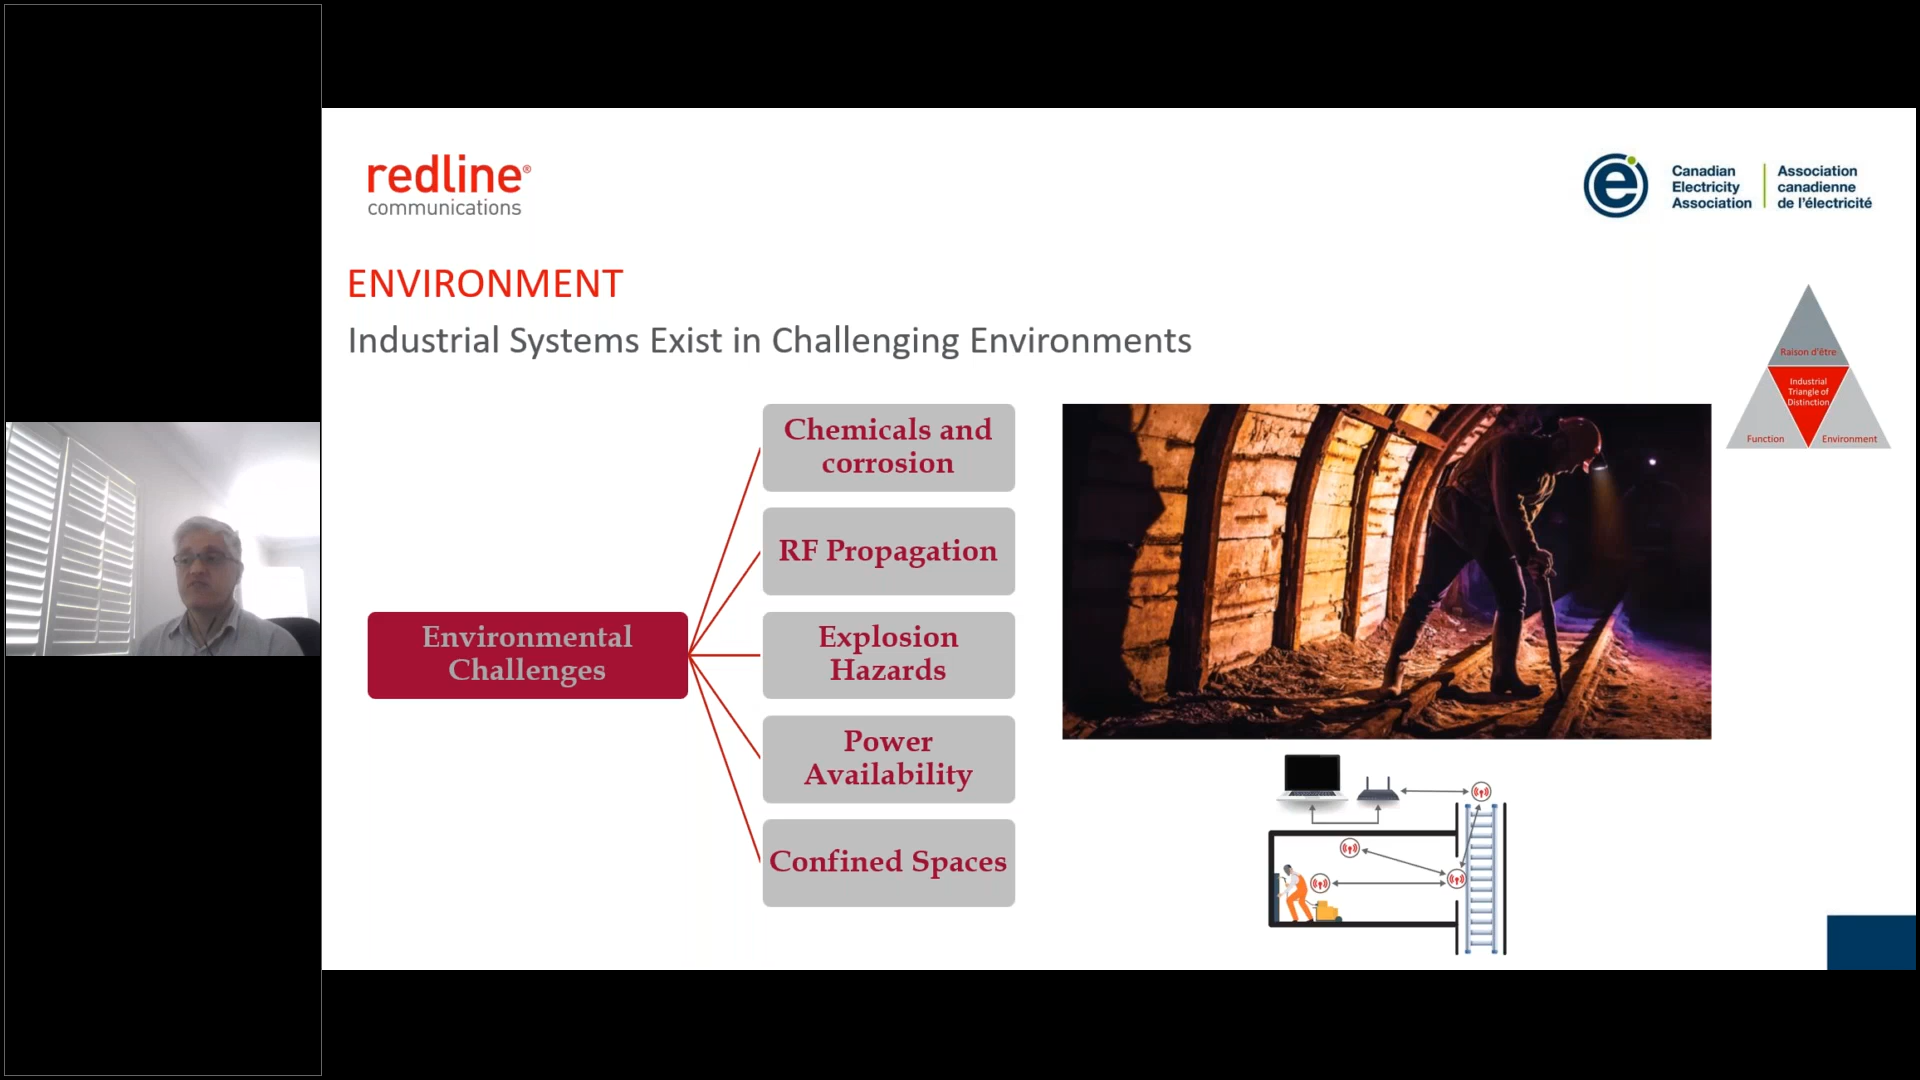 redline®
communications
Canadian
Electricity
Association
Association
canadienne
de l'électricité
ENVIRONMENT
Industrial Systems Exist in Challenging Environments
Raison d'être
Industrial
Triangle of
Distinction
Function
Environment
Environmental
Challenges
Chemicals and
corrosion
RF Propagation
Explosion
Hazards
Power
Availability
Confined Spaces